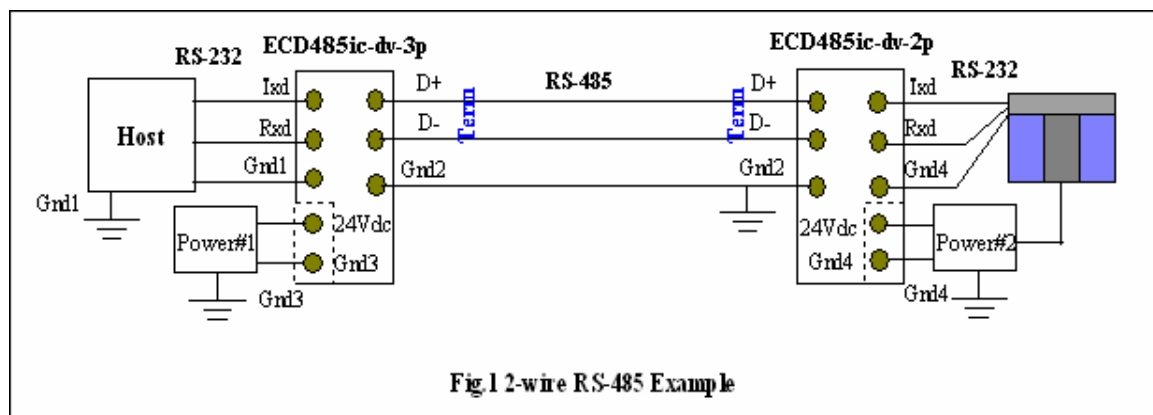 ECD485ic-dv-3p
ECD485ic-dv-2p
RS-232
RS-485
RS-232
Ixd
D+
Term
Term
D+
Ixd
Host
Rxd
D-
D-
Rxd
Gnd1
Gnd2
Gnd2
Gnd4
Gnd1
24Vdc
24Vdc
Power#1
Gnd3
Gnd4
Power#2
Gnd3
Gnd4
Fig.1 2-wire RS-485 Example